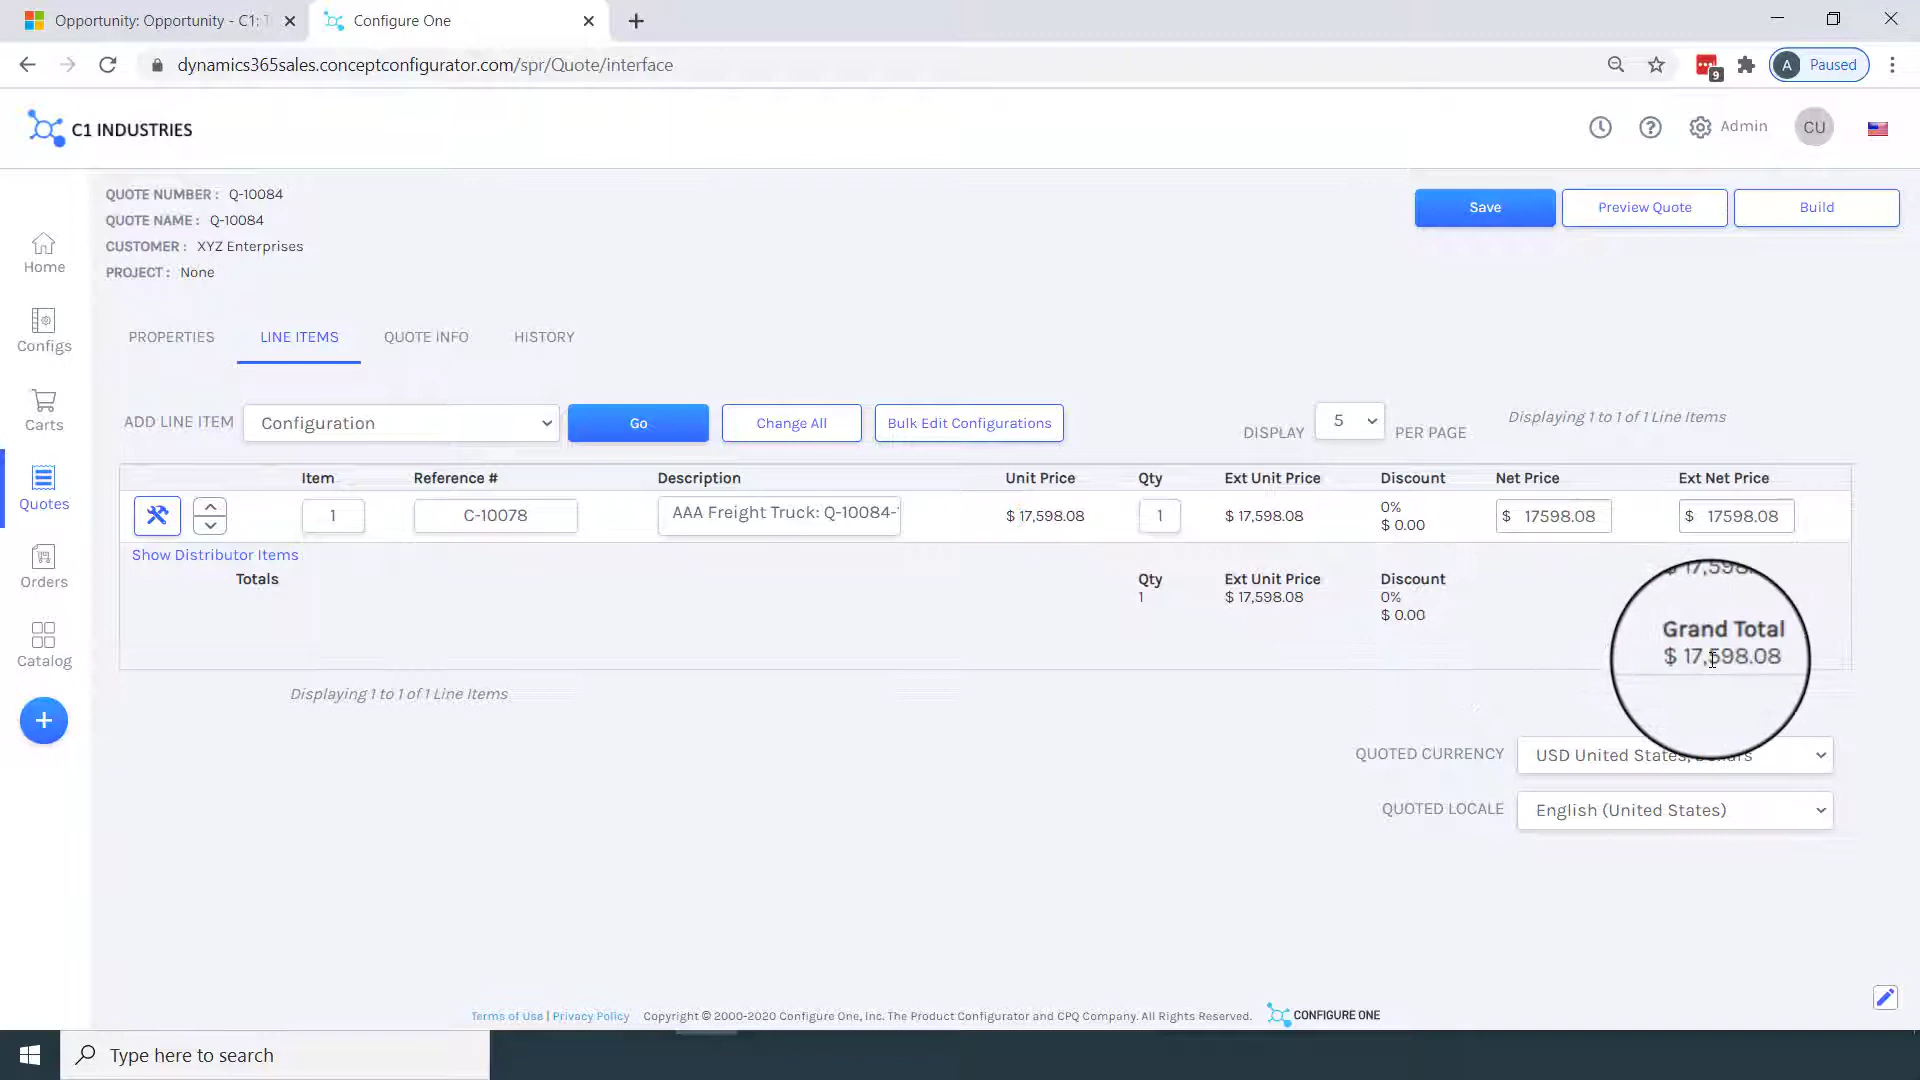 Opportunity: Opportunity - C1:
Configure One
dynamics365sales.conceptconfigurator.com/spr/Quote/interface
9
A Paused
C1 INDUSTRIES
Admin
CU
QUOTE NUMBER : Q-10084
QUOTE NAME : Q-10084
CUSTOMER : XYZ Enterprises
PROJECT : None
Save
Preview Quote
Build
Home
Configs
Carts
Quotes
Orders
Catalog
PROPERTIES
LINE ITEMS
QUOTE INFO
HISTORY
ADD LINE ITEM
Configuration
Go
Change All
Bulk Edit Configurations
DISPLAY 5 PER PAGE
Displaying 1 to 1 of 1 Line Items
Item Reference # Description Unit Price Qty Ext Unit Price Discount Net Price Ext Net Price
1 C-10078 AAA Freight Truck: Q-10084- $ 17,598.08 1 $ 17,598.08 0% $ 17598.08 $ 17598.08
$ 0.00
Show Distributor Items
Totals Qty Ext Unit Price Discount
1 $ 17,598.08 0%
$ 0.00
$ 17,598.
Grand Total
$ 17,598.08
Displaying 1 to 1 of 1 Line Items
QUOTED CURRENCY USD United States,
QUOTED LOCALE English (United States)
Terms of Use | Privacy Policy Copyright © 2000-2020 Configure One, Inc. The Product Configurator and CPQ Company. All Rights Reserved. CONFIGURE ONE
Type here to search